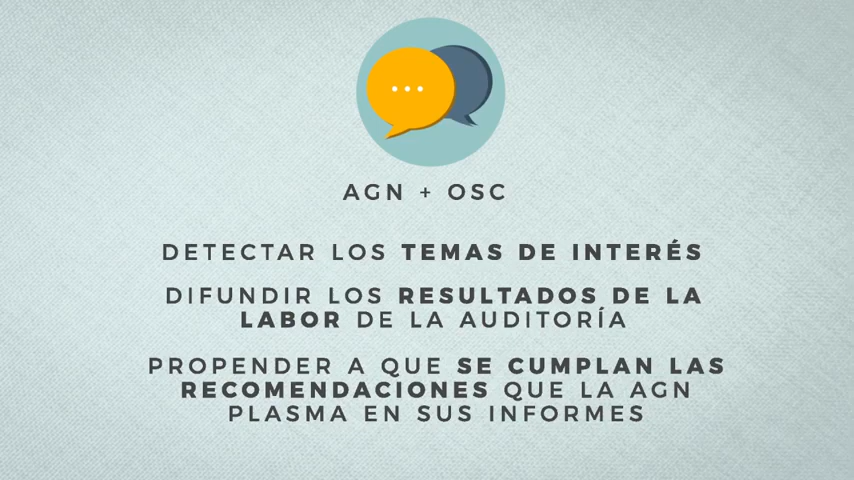 AGN + OSC
DETECTAR LOS TEMAS DE INTERÉS
DIFUNDIR LOS RESULTADOS DE LA
LABOR DE LA AUDITORÍA
PROPENDER A QUE SE CUMPLAN LAS
RECOMENDACIONES QUE LA AGN
PLASMA EN SUS INFORMES